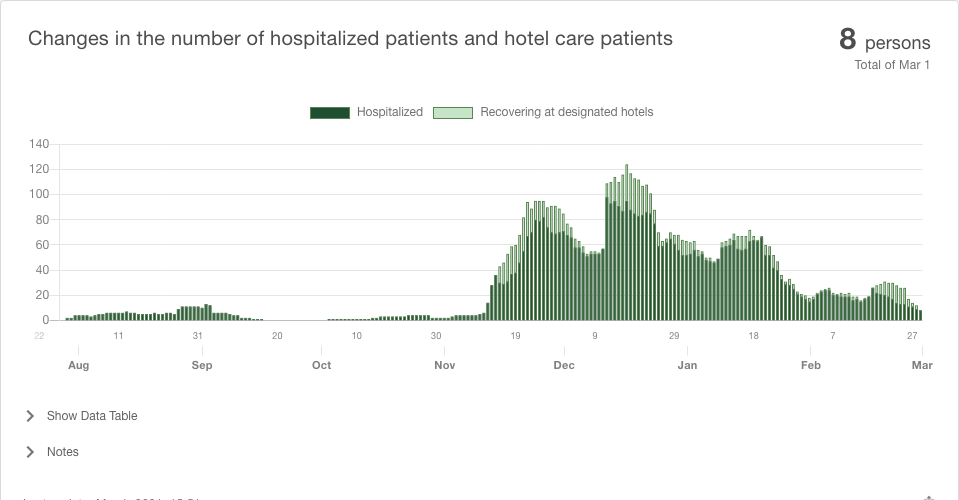 Changes in the number of hospitalized patients and hotel care patients
8 persons
Total of Mar 1
Hospitalized
Recovering at designated hotels
140
120
100
80
60
40
20
0
22 11 31 20 10 30 19 9 29 18 7 27
Aug Sep Oct Nov Dec Jan Feb Mar
Show Data Table
Notes